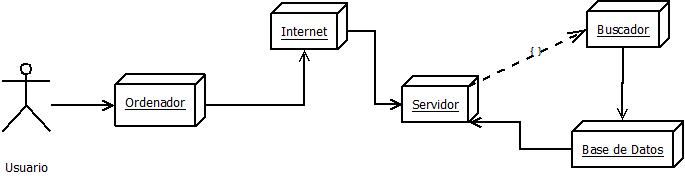 Internet
Buscador
{ }
Ordenador
Servidor
Base de Datos
Usuario